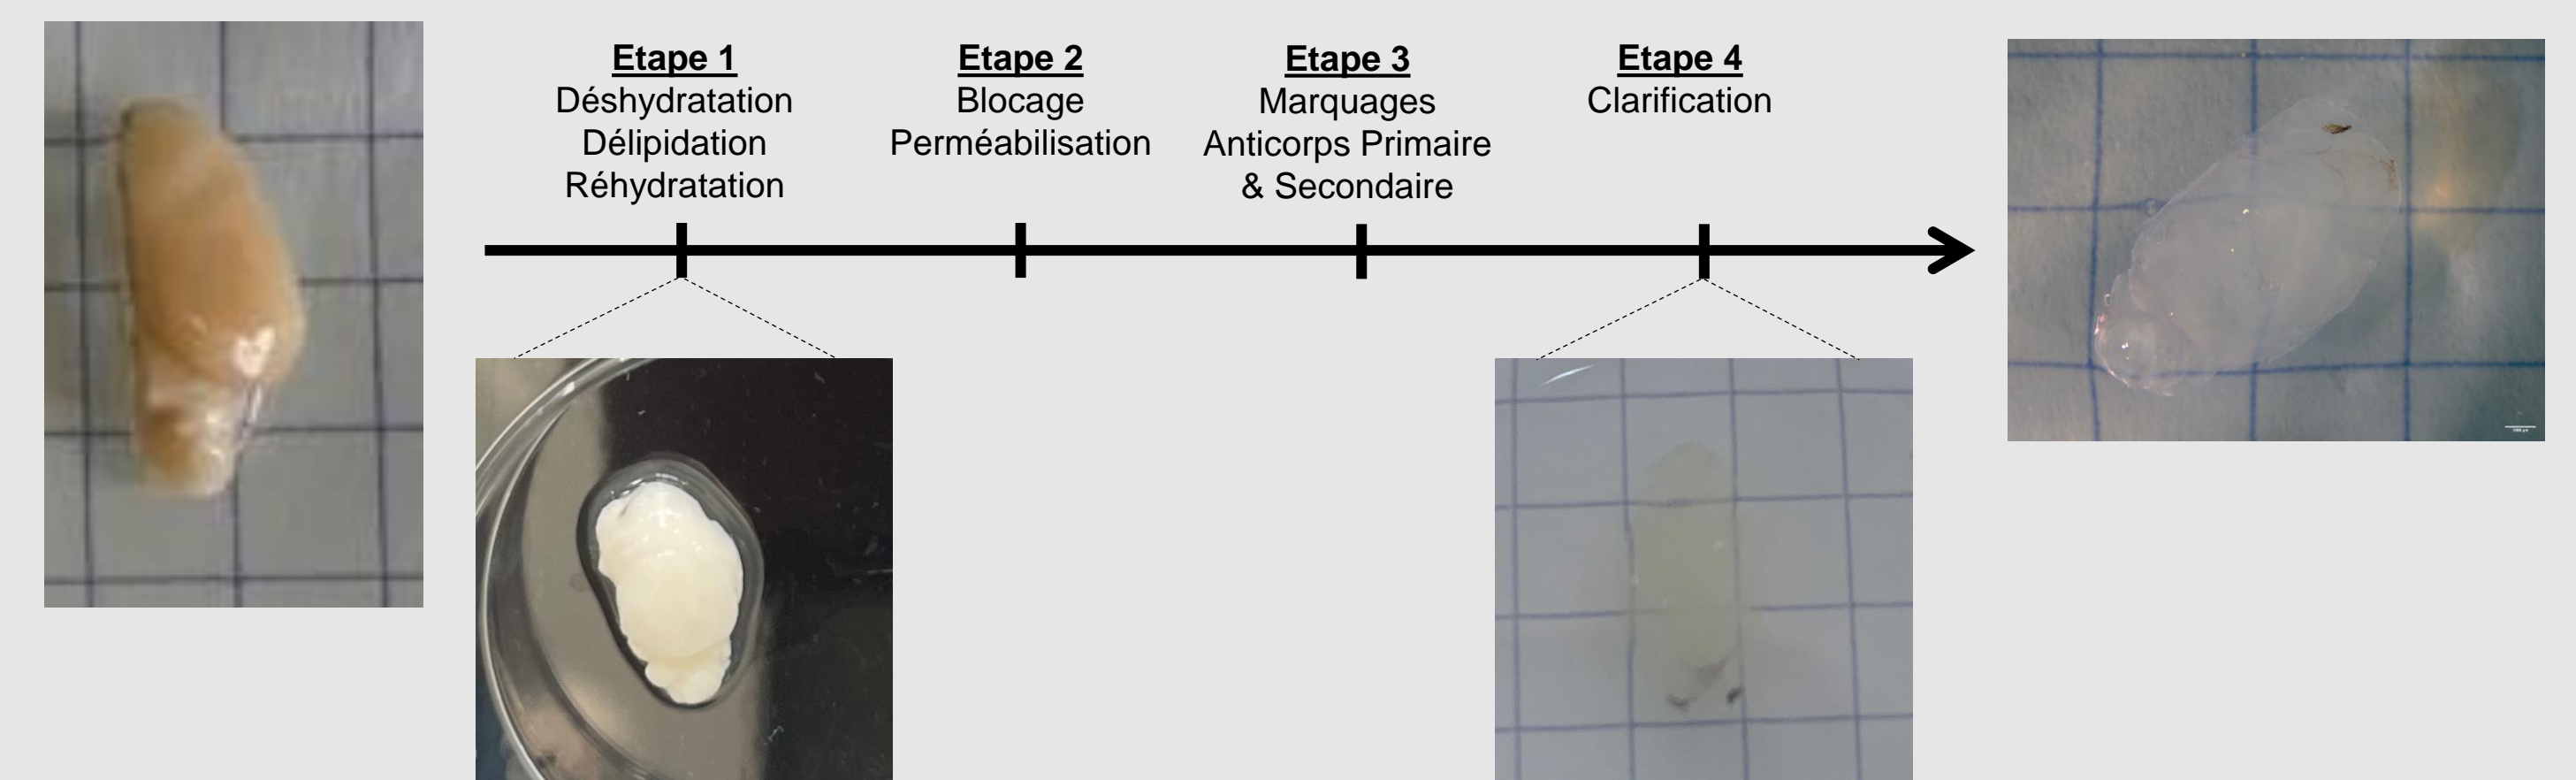 Etape 1
Déshydratation
Délipidation
Réhydratation
Etape 2
Blocage
Perméabilisation
Etape 3
Marquages
Anticorps Primaire
& Secondaire
Etape 4
Clarification